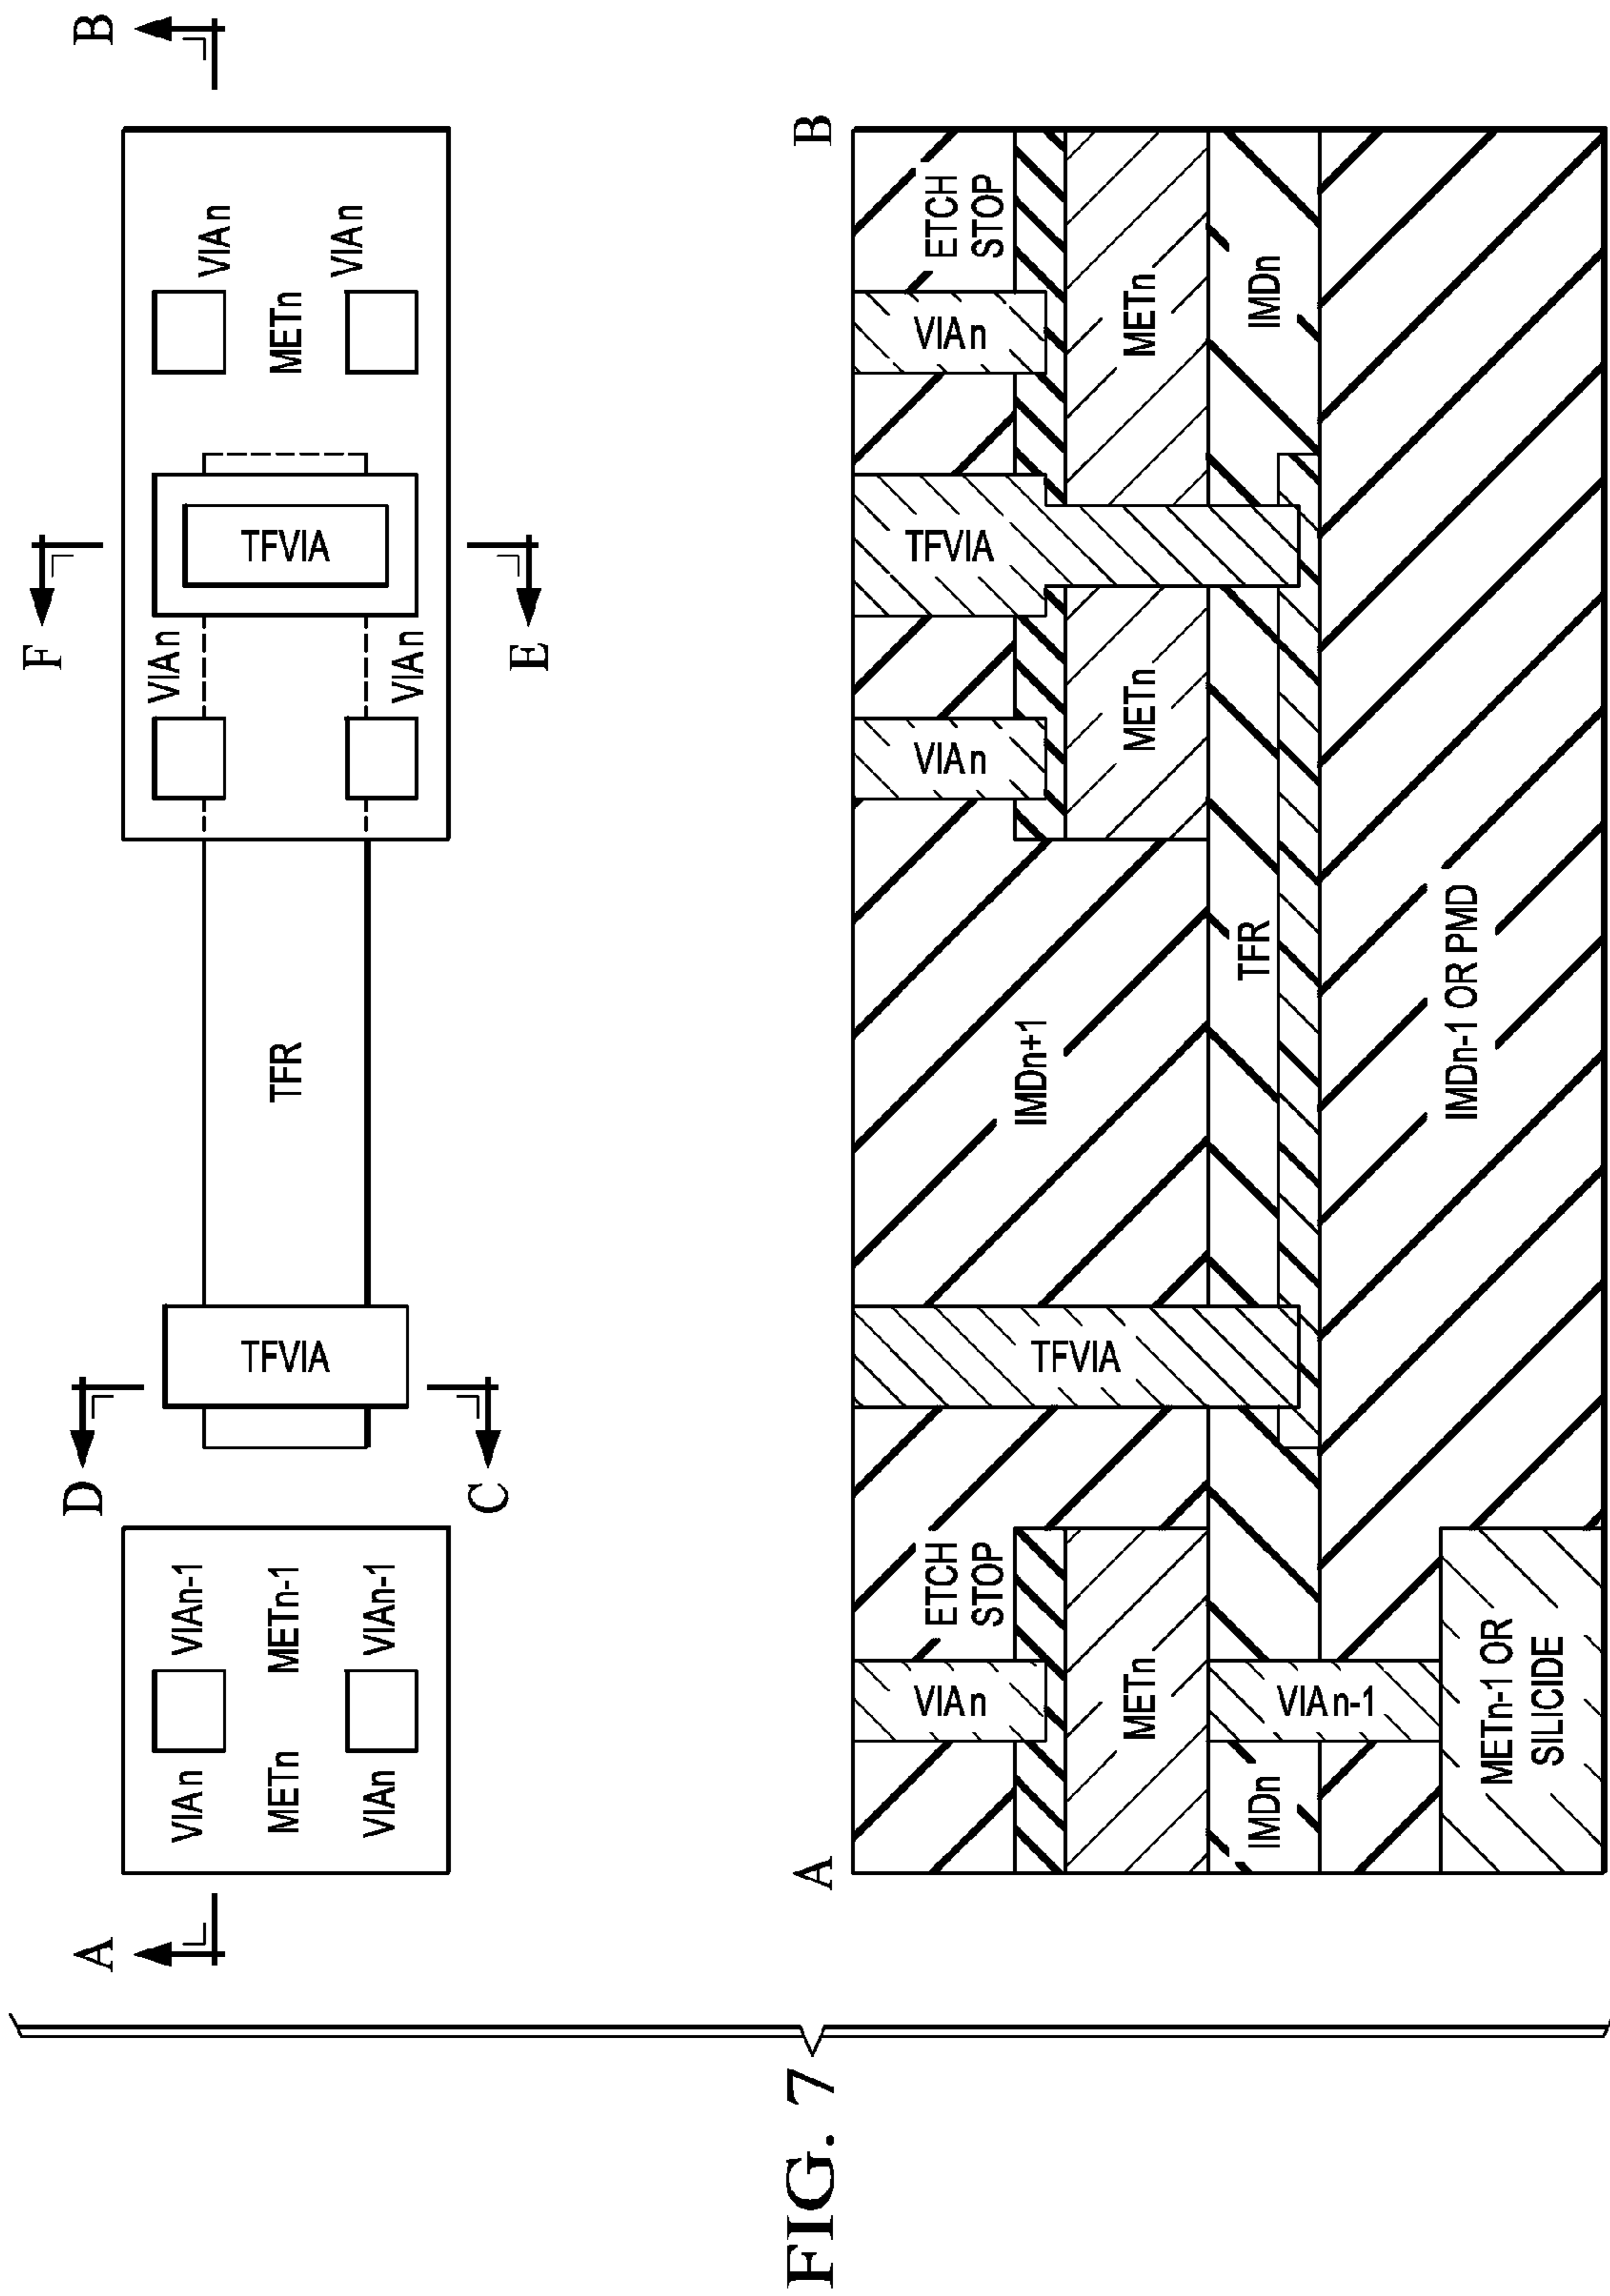 A
B
F
E
D
C
VIAn
VIAn-1
METn
METn-1
VIAn
VIAn-1
TFVIA
TFR
VIAn
VIAn
TFVIA
VIAn
METn
VIAn
A
B
VIAn
ETCH
STOP
METn
IMDn
VIAn-1
METn-1 OR
SILICIDE
TFVIA
IMDn+1
TFR
IMDn-1 OR PMD
VIAn
METn
TFVIA
VIAn
ETCH
STOP
METn
IMDn
FIG. 7